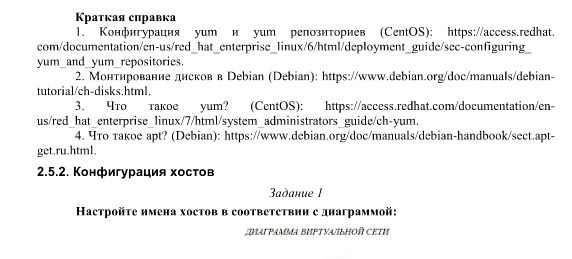 Краткая справка
1. Конфигурация yum и yum репозиториев (CentOS): https://access.redhat.
com/documentation/en-us/red_hat_enterprise_linux/6/html/deployment_guide/sec-configuring_
yum_and_yum_repositories.
2. Монтирование дисков в Debian (Debian): https://www.debian.org/doc/manuals/debian-
tutorial/ch-disks.html.
3. Что такое yum? (CentOS): https://access.redhat.com/documentation/en-
us/red_hat_enterprise_linux/7/html/system_administrators_guide/ch-yum.
4. Что такое apt? (Debian): https://www.debian.org/doc/manuals/debian-handbook/sect.apt-
get.ru.html.
2.5.2. Конфигурация хостов
Задание 1
Настройте имена хостов в соответствии с диаграммой:
ДИАГРАММА ВИРТУАЛЬНОЙ СЕТИ